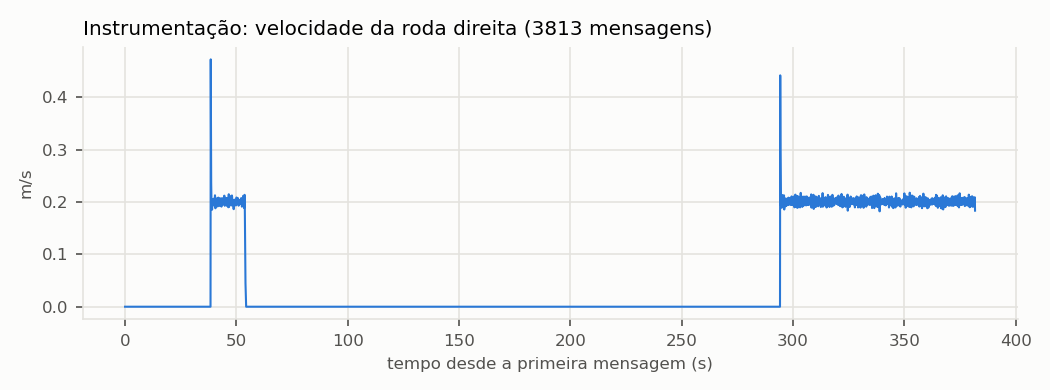 Instrumentação: velocidade da roda direita (3813 mensagens)
m/s
0.4
0.3
0.2
0.1
0.0
0 50 100 150 200 250 300 350 400
tempo desde a primeira mensagem (s)